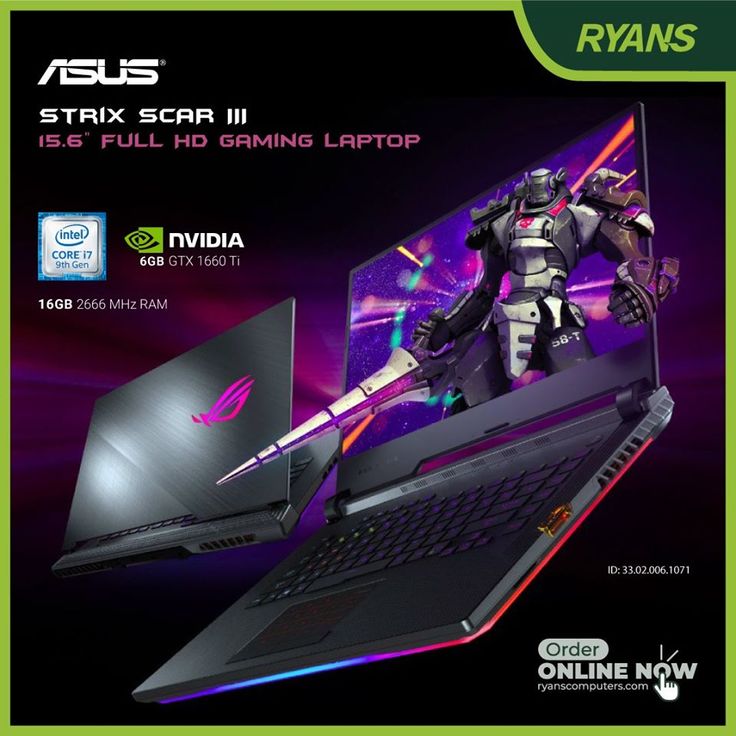 RYANS
ASUS®
STRIX SCAR III
15.6" FULL HD GAMING LAPTOP
intel
CORE i7
9th Gen
NVIDIA
6GB GTX 1660 Ti
16GB 2666 MHz RAM
58-T
ID: 33.02.006.1071
Order
ONLINE NOW
ryanscomputers.com